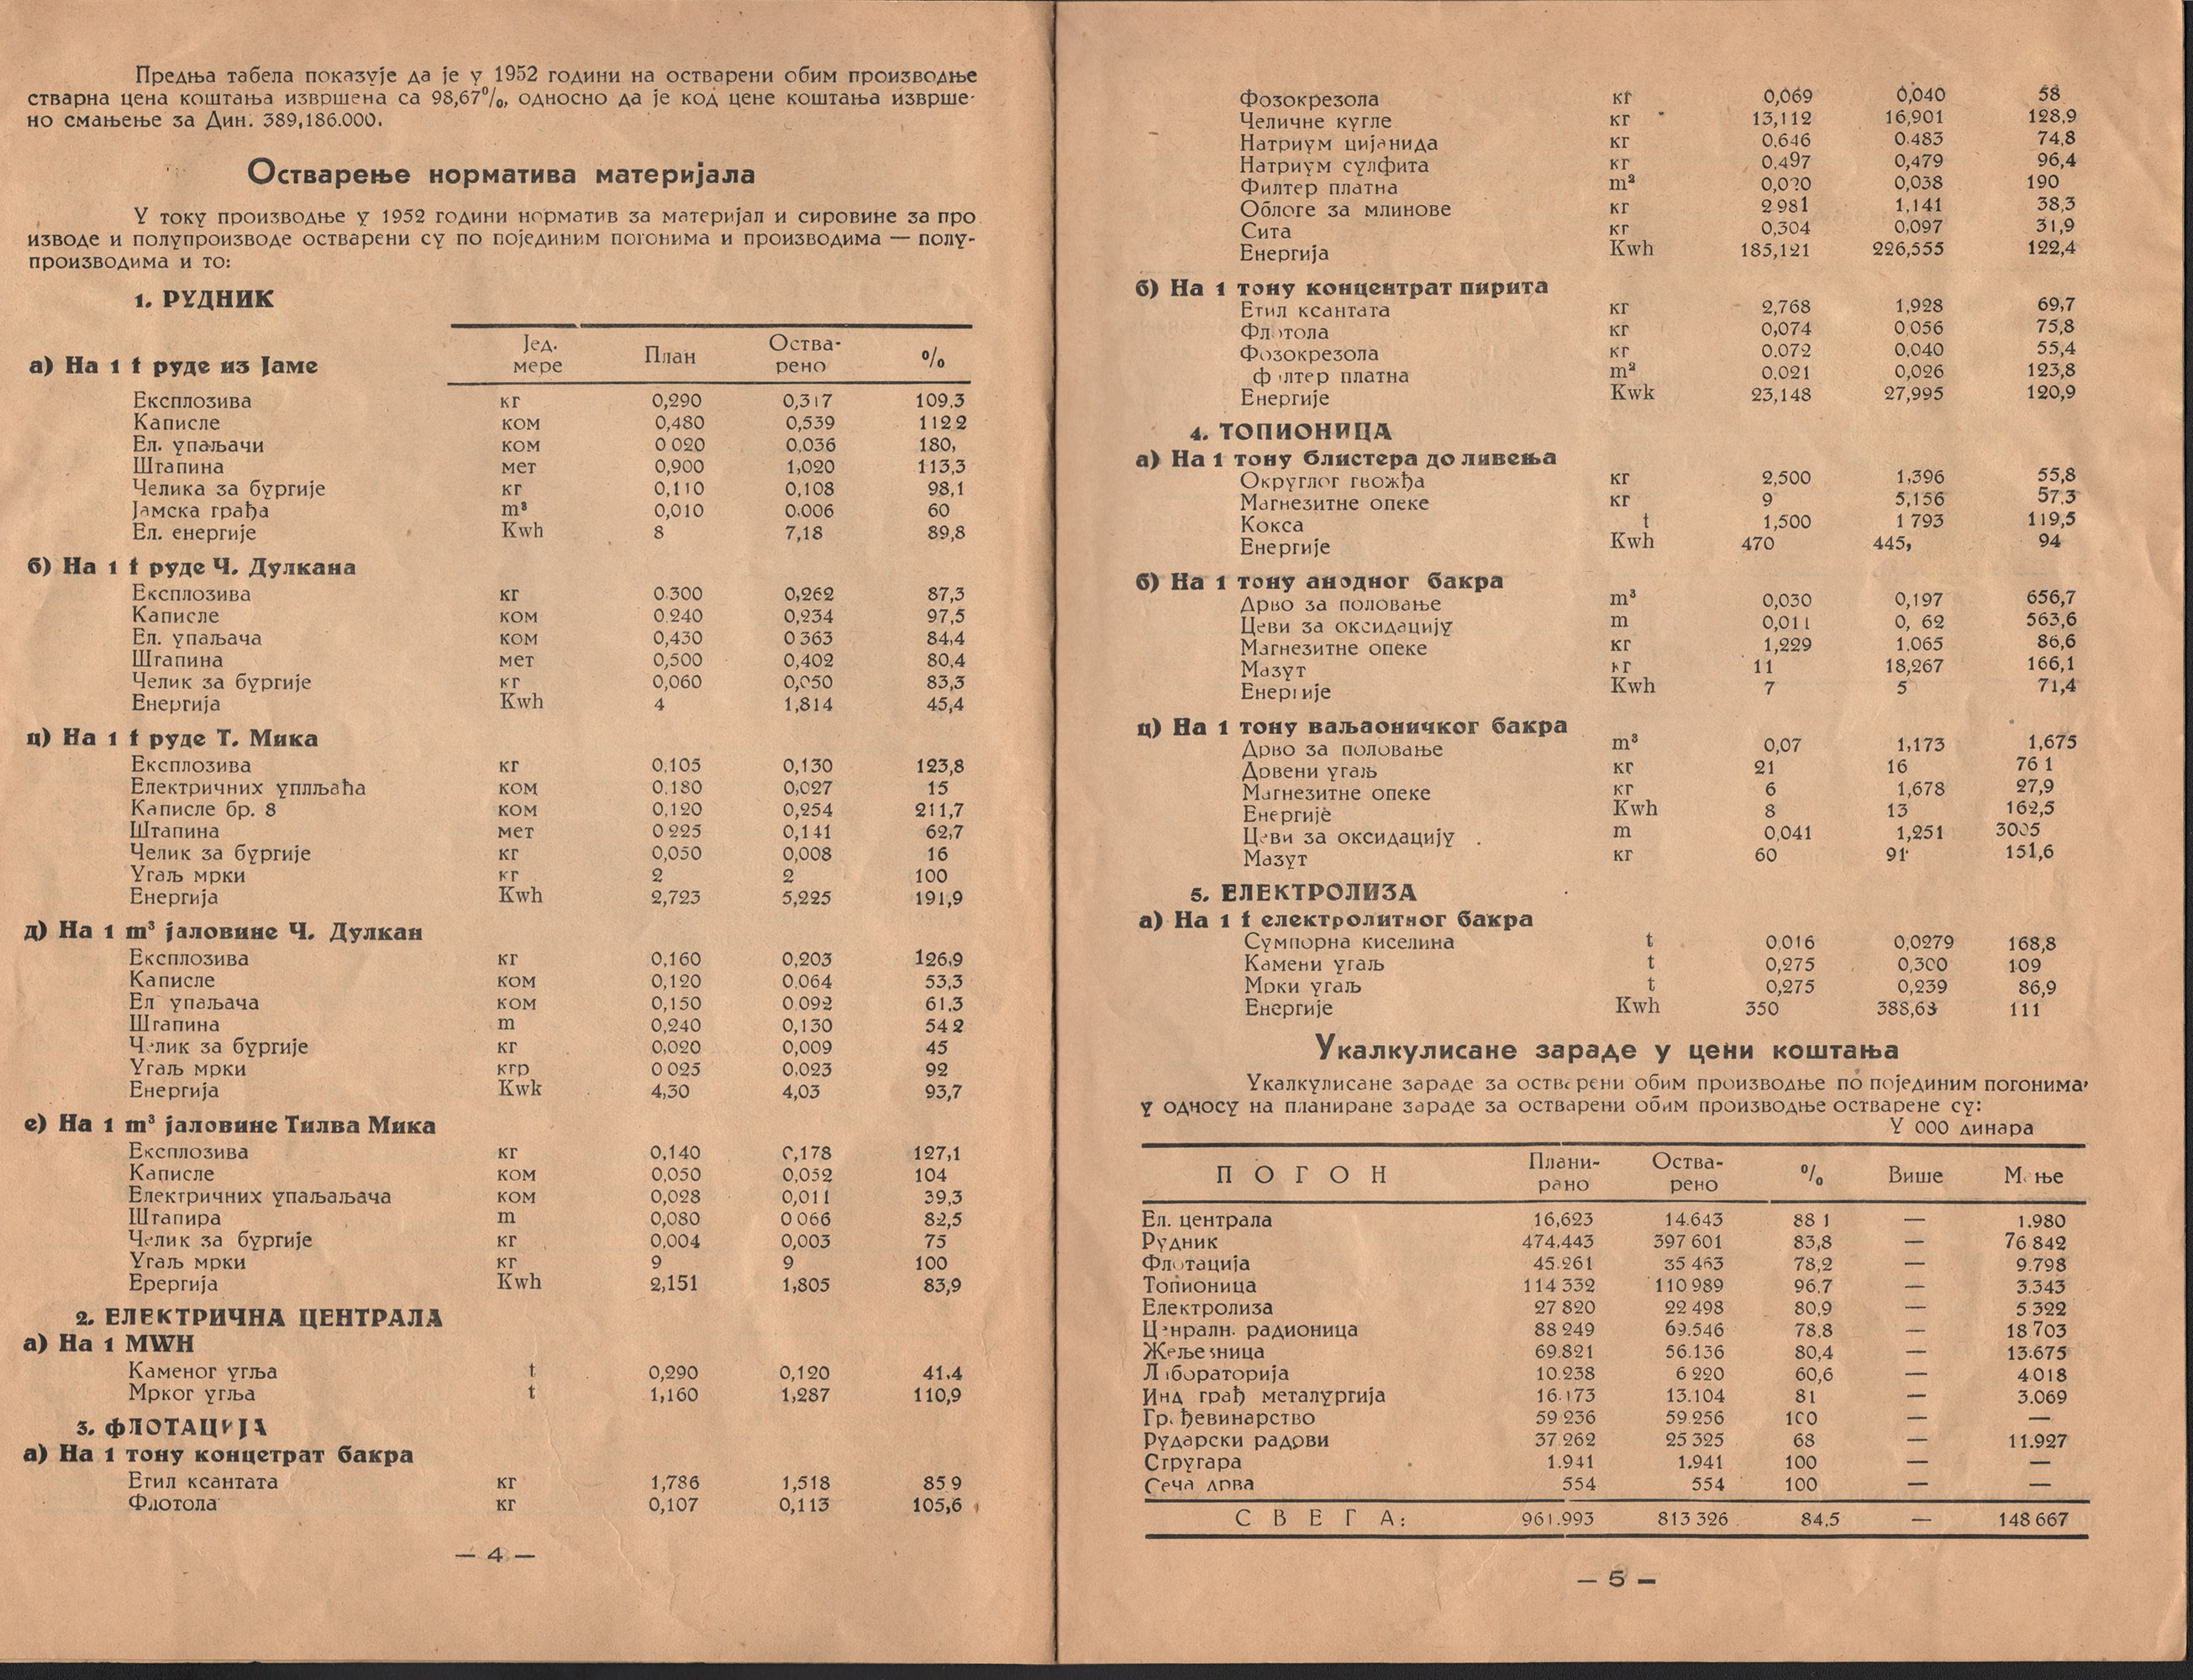 Предња табела показује да је у 1952 години на остварени обим производње
стварна цена коштања извршена са 98,67%, односно да је код цене коштања изврше-
но смањење за Дин. 389,186.000.
Остварење норматива материјала
У току производње у 1952 години норматив за материјал и сировине за про
изводе и полупроизводе остварени су по појединим погонима и производима — полу-
производима и то:
1. РУДНИК
Јед. мере План Оства- рено %
а) На 1 t руде из Јаме
Експлозива кг 0,290 0,317 109,3
Каписле ком 0,480 0,539 112 2
Ел. упаљачи ком 0 020 0,036 180,
Штапина мет 0,900 1,020 113,3
Челика за бургије кг 0,110 0,108 98,1
Јамска грађа m³ 0,010 0.006 60
Ел. енергије Kwh 8 7,18 89,8
б) На 1 t руде Ч. Дулкана
Експлозива кг 0.300 0,262 87,3
Каписле ком 0.240 0,234 97,5
Ел. упаљача ком 0,430 0 363 84,4
Штапина мет 0,500 0,402 80,4
Челик за бургије кг 0,060 0,050 83,3
Енергија Kwh 4 1,814 45,4
ц) На 1 t руде Т. Мика
Експлозива кг 0,105 0,130 123,8
Електричних уплљаћа ком 0.180 0,027 15
Каписле бр. 8 ком 0,120 0,254 211,7
Штапина мет 0 225 0,141 62,7
Челик за бургије кг 0,050 0,008 16
Угаљ мрки кг 2 2 100
Енергија Kwh 2,723 5,225 191,9
д) На 1 m³ јаловине Ч. Дулкан
Експлозива кг 0,160 0,203 126,9
Каписле ком 0,120 0.064 53,3
Ел упаљача ком 0,150 0.092 61,3
Штапина m 0,240 0,130 54 2
Челик за бургије кг 0,020 0,009 45
Угаљ мрки кгр 0 025 0,023 92
Енергија Kwk 4,30 4,03 93,7
е) На 1 m³ јаловине Тилва Мика
Експлозива кг 0,140 0,178 127,1
Каписле ком 0,050 0,052 104
Електричних упаљаљача ком 0,028 0,011 39,3
Штапира m 0,080 0 066 82,5
Челик за бургије кг 0,004 0,003 75
Угаљ мрки кг 9 9 100
Ерергија Kwh 2,151 1,805 83,9
2. ЕЛЕКТРИЧНА ЦЕНТРАЛА
а) На 1 MWH
Каменог угља t 0,290 0,120 41,4
Мрког угља t 1,160 1,287 110,9
3. ФЛОТАЦИЈА
а) На 1 тону концетрат бакра
Етил ксантата кг 1,786 1,518 85 9
Флотола кг 0,107 0,113 105,6
— 4 —
Фозокрезола кг 0,069 0,040 58
Челичне кугле кг 13,112 16,901 128,9
Натриум цијанида кг 0.646 0.483 74,8
Натриум сулфита кг 0.497 0,479 96,4
Филтер платна m² 0,020 0,038 190
Облоге за млинове кг 2 981 1,141 38,3
Сита кг 0,304 0,097 31,9
Енергија Kwh 185,121 226,555 122,4
б) На 1 тону концентрат пирита
Етил ксантата кг 2,768 1,928 69,7
Флотола кг 0,074 0.056 75,8
Фозокрезола кг 0.072 0,040 55,4
филтер платна m² 0.021 0,026 123,8
Енергије Kwk 23,148 27,995 120,9
4. ТОПИОНИЦА
а) На 1 тону блистера до ливења
Округлог гвожђа кг 2,500 1,396 55,8
Магнезитне опеке кг 9 5,156 57,3
Кокса t 1,500 1 793 119,5
Енергије Kwh 470 445, 94
б) На 1 тону анодног бакра
Дрво за половање m³ 0,030 0,197 656,7
Цеви за оксидацију m 0,011 0, 62 563,6
Магнезитне опеке кг 1,229 1.065 86,6
Мазут кг 11 18,267 166,1
Енергије Kwh 7 5 71,4
ц) На 1 тону ваљаоничког бакра
Дрво за половање m³ 0,07 1,173 1,675
Дрвени угаљ кг 21 16 76 1
Магнезитне опеке кг 6 1,678 27,9
Енергије Kwh 8 13 162,5
Цеви за оксидацију m 0,041 1,251 3005
Мазут кг 60 91 151,6
5. ЕЛЕКТРОЛИЗА
а) На 1 t електролитног бакра
Сумпорна киселина t 0,016 0,0279 168,8
Камени угаљ t 0,275 0,300 109
Мрки угаљ t 0,275 0,239 86,9
Енергије Kwh 350 388,63 111
Укалкулисане зараде у цени коштања
Укалкулисане зараде за остварени обим производње по појединим погонима,
у односу на планиране зараде за остварени обим производње остварене су:
У 000 динара
ПОГОН Плани- рано Оства- рено % Више Мање
Ел. централа 16,623 14.643 88 1 — 1.980
Рудник 474,443 397 601 83,8 — 76 842
Флотација 45.261 35 463 78,2 — 9.798
Топионица 114 332 110 989 96.7 — 3.343
Електролиза 27 820 22 498 80,9 — 5 322
Ценралн. радионица 88 249 69.546 78.8 — 18 703
Жељезница 69.821 56.136 80,4 — 13.675
Лабораторија 10.238 6 220 60,6 — 4 018
Инд грађ металургија 16.173 13.104 81 — 3.069
Грађевинарство 59 236 59.256 100 — —
Рударски радови 37.262 25 325 68 — 11.927
Стругара 1.941 1.941 100 — —
Сеча дрва 554 554 100 — —
СВЕГА: 961.993 813 326 84,5 — 148 667
— 5 —